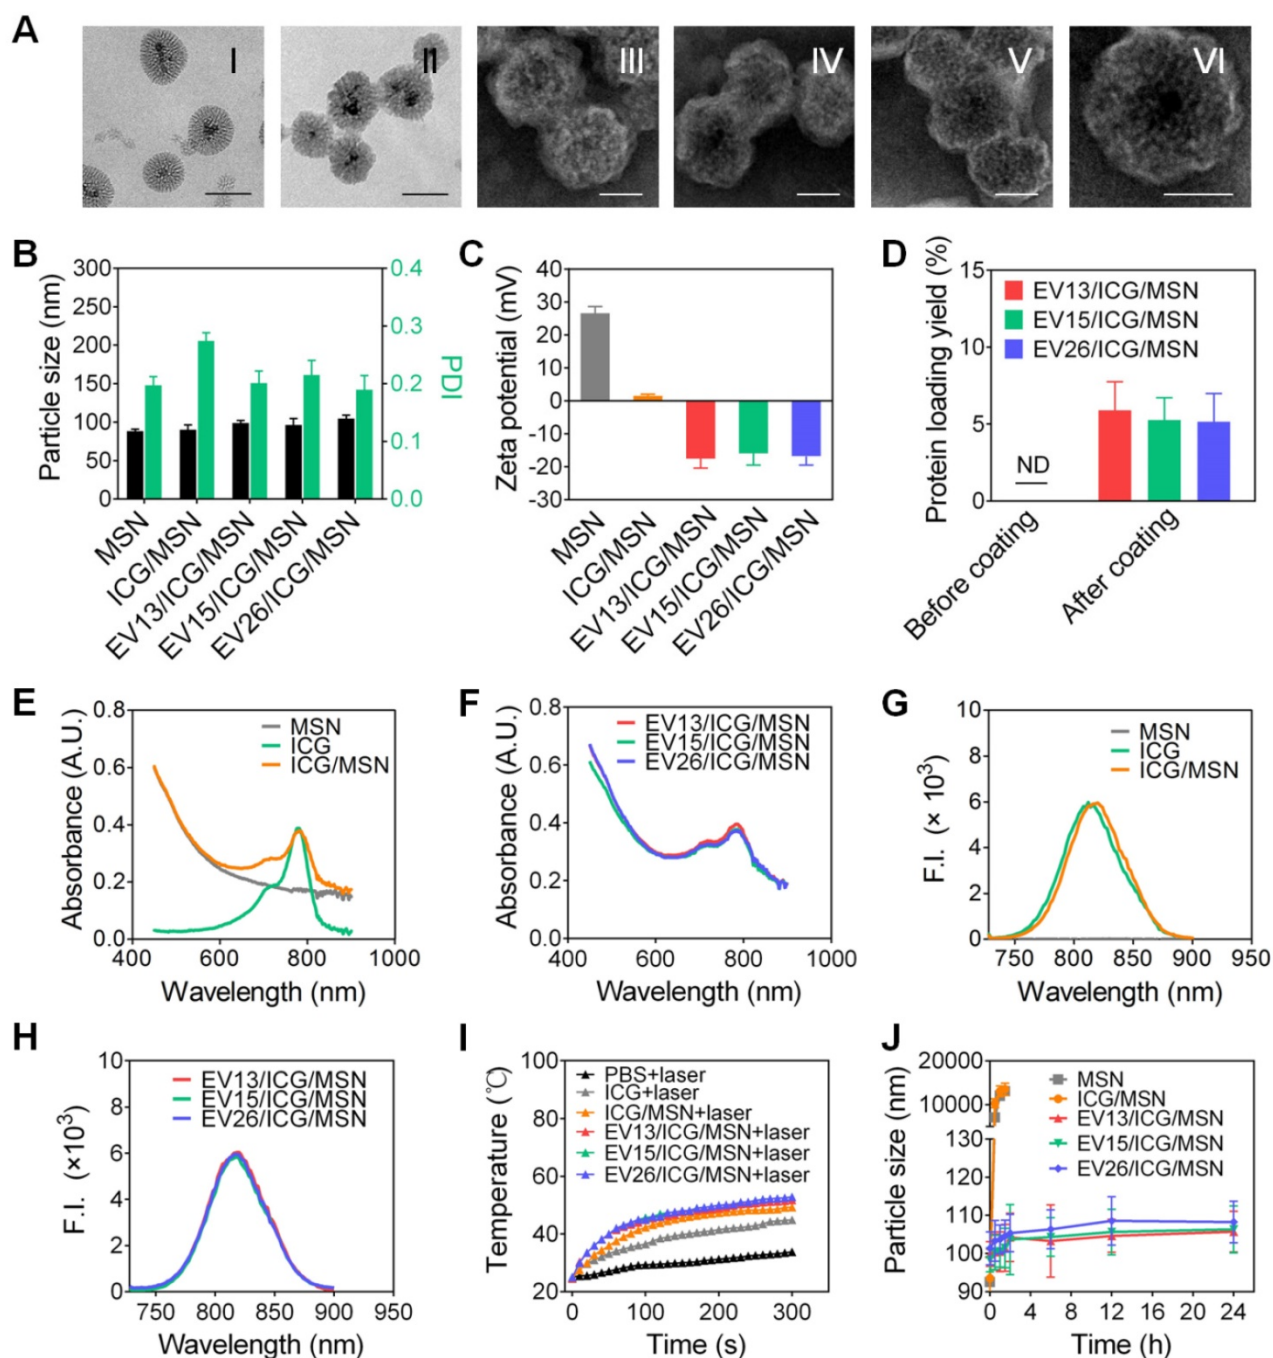 A
I
II
III
IV
V
VI
B
Particle size (nm)
300
250
200
150
100
50
0
0.4
0.3
0.2
0.1
0.0
PDI
MSN
ICG/MSN
EV13/ICG/MSN
EV15/ICG/MSN
EV26/ICG/MSN
C
Zeta potential (mV)
40
30
20
10
0
-10
-20
-30
MSN
ICG/MSN
EV13/ICG/MSN
EV15/ICG/MSN
EV26/ICG/MSN
D
Protein loading yield (%)
15
10
5
0
EV13/ICG/MSN
EV15/ICG/MSN
EV26/ICG/MSN
ND
Before coating
After coating
E
Absorbance (A.U.)
0.8
0.6
0.4
0.2
0.0
MSN
ICG
ICG/MSN
400 600 800 1000
Wavelength (nm)
F
Absorbance (A.U.)
0.8
0.6
0.4
0.2
0.0
EV13/ICG/MSN
EV15/ICG/MSN
EV26/ICG/MSN
400 600 800 1000
Wavelength (nm)
G
F.I. (× 10³)
10
8
6
4
2
0
MSN
ICG
ICG/MSN
750 800 850 900 950
Wavelength (nm)
H
F.I. (×10³)
10
8
6
4
2
0
EV13/ICG/MSN
EV15/ICG/MSN
EV26/ICG/MSN
750 800 850 900 950
Wavelength (nm)
I
Temperature (℃)
100
80
60
40
20
PBS+laser
ICG+laser
ICG/MSN+laser
EV13/ICG/MSN+laser
EV15/ICG/MSN+laser
EV26/ICG/MSN+laser
0 100 200 300
Time (s)
J
Particle size (nm)
20000
10000
130
120
110
100
90
MSN
ICG/MSN
EV13/ICG/MSN
EV15/ICG/MSN
EV26/ICG/MSN
0 4 8 12 16 20 24
Time (h)